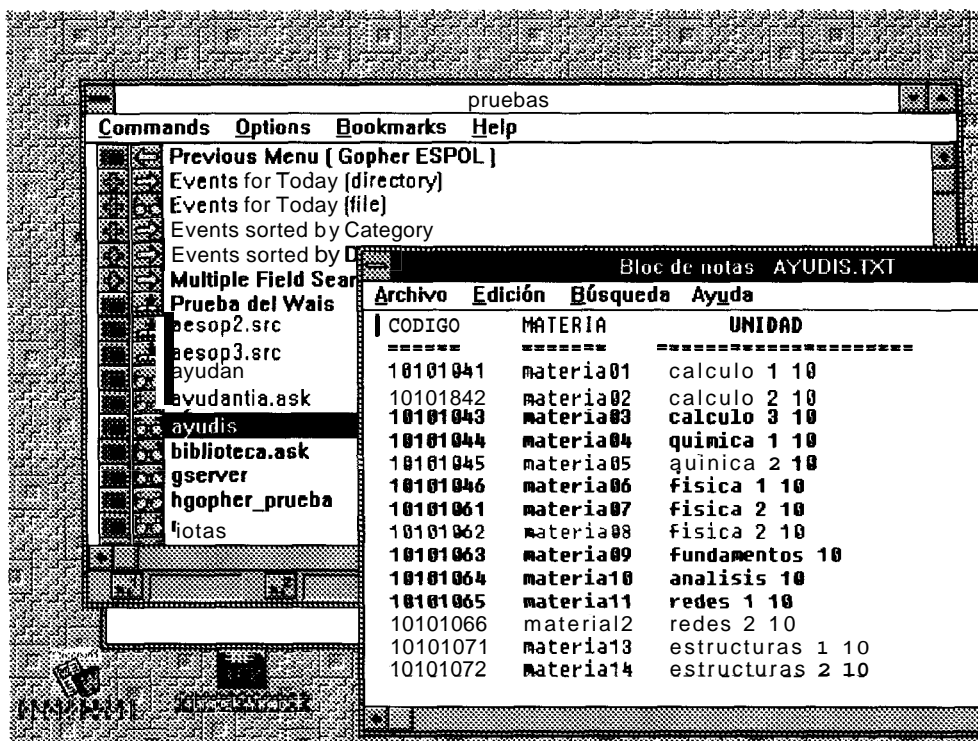 pruebas
Commands Options Bookmarks Help
Previous Menu ( Gopher ESPOL )
Events for Today (directory)
Events for Today (file)
Events sorted by Category
Events sorted by D
Multiple Field Sear
Prueba del Wais
aesop2.src
aesop3.src
ayudan
ayudantia.ask
ayudis
biblioteca.ask
gserver
hgopher_prueba
iotas
Bloc de notas AYUDIS.TXT
Archivo Edición Búsqueda Ayuda
CODIGO MATERIA UNIDAD
====== ======= =====================
10101041 materia01 calculo 1 10
10101842 materia02 calculo 2 10
10101043 materia03 calculo 3 10
10101044 materia04 quimica 1 10
10101045 materia05 quinica 2 10
10101046 materia06 fisica 1 10
10101061 materia07 fisica 2 10
10101062 materia08 fisica 2 10
10101063 materia09 fundamentos 10
10101064 materia10 analisis 10
10101065 materia11 redes 1 10
10101066 material2 redes 2 10
10101071 materia13 estructuras 1 10
10101072 materia14 estructuras 2 10